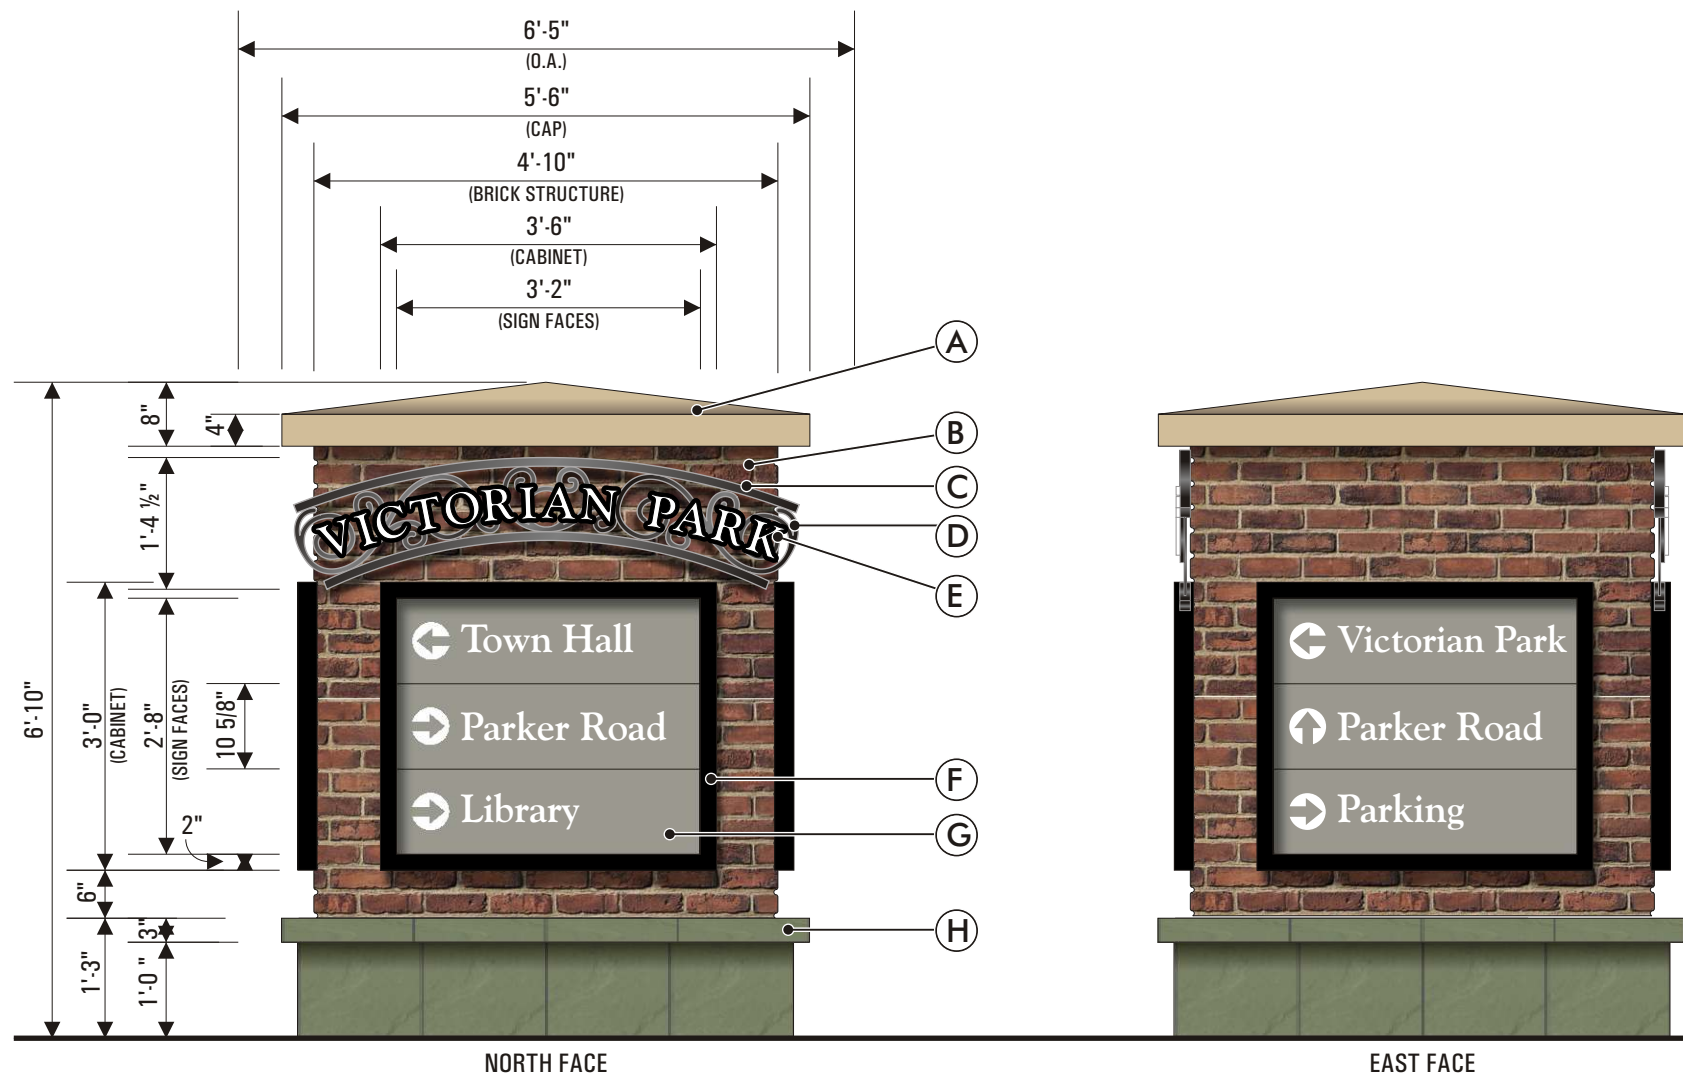 6'-5"
(O.A.)
5'-6"
(CAP)
4'-10"
(BRICK STRUCTURE)
3'-6"
(CABINET)
3'-2"
(SIGN FACES)
A
B
C
D
E
F
G
H
6'-10"
8"
4"
1'-4 ½"
3'-0"
(CABINET)
2'-8"
(SIGN FACES)
10 5/8"
2"
6"
3"
1'-3"
1'-0 "
VICTORIAN PARK
Town Hall
Parker Road
Library
NORTH FACE
Victorian Park
Parker Road
Parking
EAST FACE